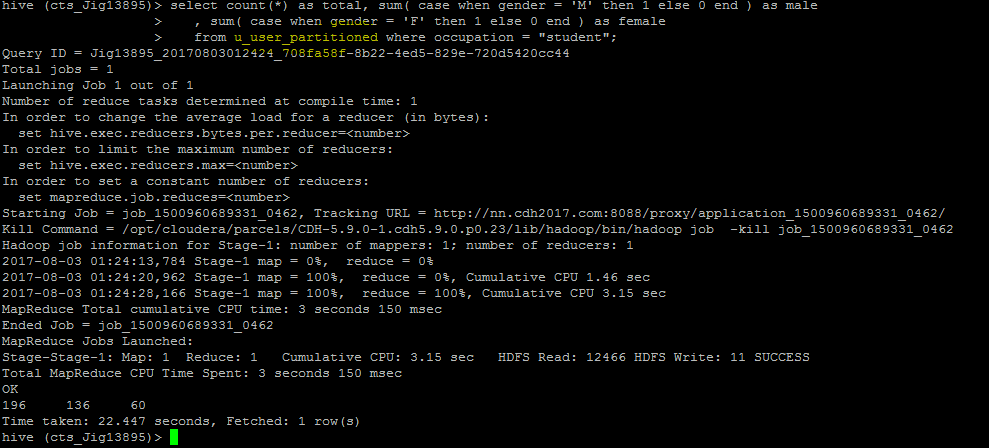 hive (cts_Jig13895)> select count(*) as total, sum( case when gender = 'M' then 1 else 0 end ) as male
> , sum( case when gender = 'F' then 1 else 0 end ) as female
> from u_user_partitioned where occupation = "student";
Query ID = Jig13895_20170803012424_708fa58f-8b22-4ed5-829e-720d5420cc44
Total jobs = 1
Launching Job 1 out of 1
Number of reduce tasks determined at compile time: 1
In order to change the average load for a reducer (in bytes):
  set hive.exec.reducers.bytes.per.reducer=<number>
In order to limit the maximum number of reducers:
  set hive.exec.reducers.max=<number>
In order to set a constant number of reducers:
  set mapreduce.job.reduces=<number>
Starting Job = job_1500960689331_0462, Tracking URL = http://nn.cdh2017.com:8088/proxy/application_1500960689331_0462/
Kill Command = /opt/cloudera/parcels/CDH-5.9.0-1.cdh5.9.0.p0.23/lib/hadoop/bin/hadoop job  -kill job_1500960689331_0462
Hadoop job information for Stage-1: number of mappers: 1; number of reducers: 1
2017-08-03 01:24:13,784 Stage-1 map = 0%,  reduce = 0%
2017-08-03 01:24:20,962 Stage-1 map = 100%,  reduce = 0%, Cumulative CPU 1.46 sec
2017-08-03 01:24:28,166 Stage-1 map = 100%,  reduce = 100%, Cumulative CPU 3.15 sec
MapReduce Total cumulative CPU time: 3 seconds 150 msec
Ended Job = job_1500960689331_0462
MapReduce Jobs Launched:
Stage-Stage-1: Map: 1  Reduce: 1   Cumulative CPU: 3.15 sec   HDFS Read: 12466 HDFS Write: 11 SUCCESS
Total MapReduce CPU Time Spent: 3 seconds 150 msec
OK
196     136     60
Time taken: 22.447 seconds, Fetched: 1 row(s)
hive (cts_Jig13895)>